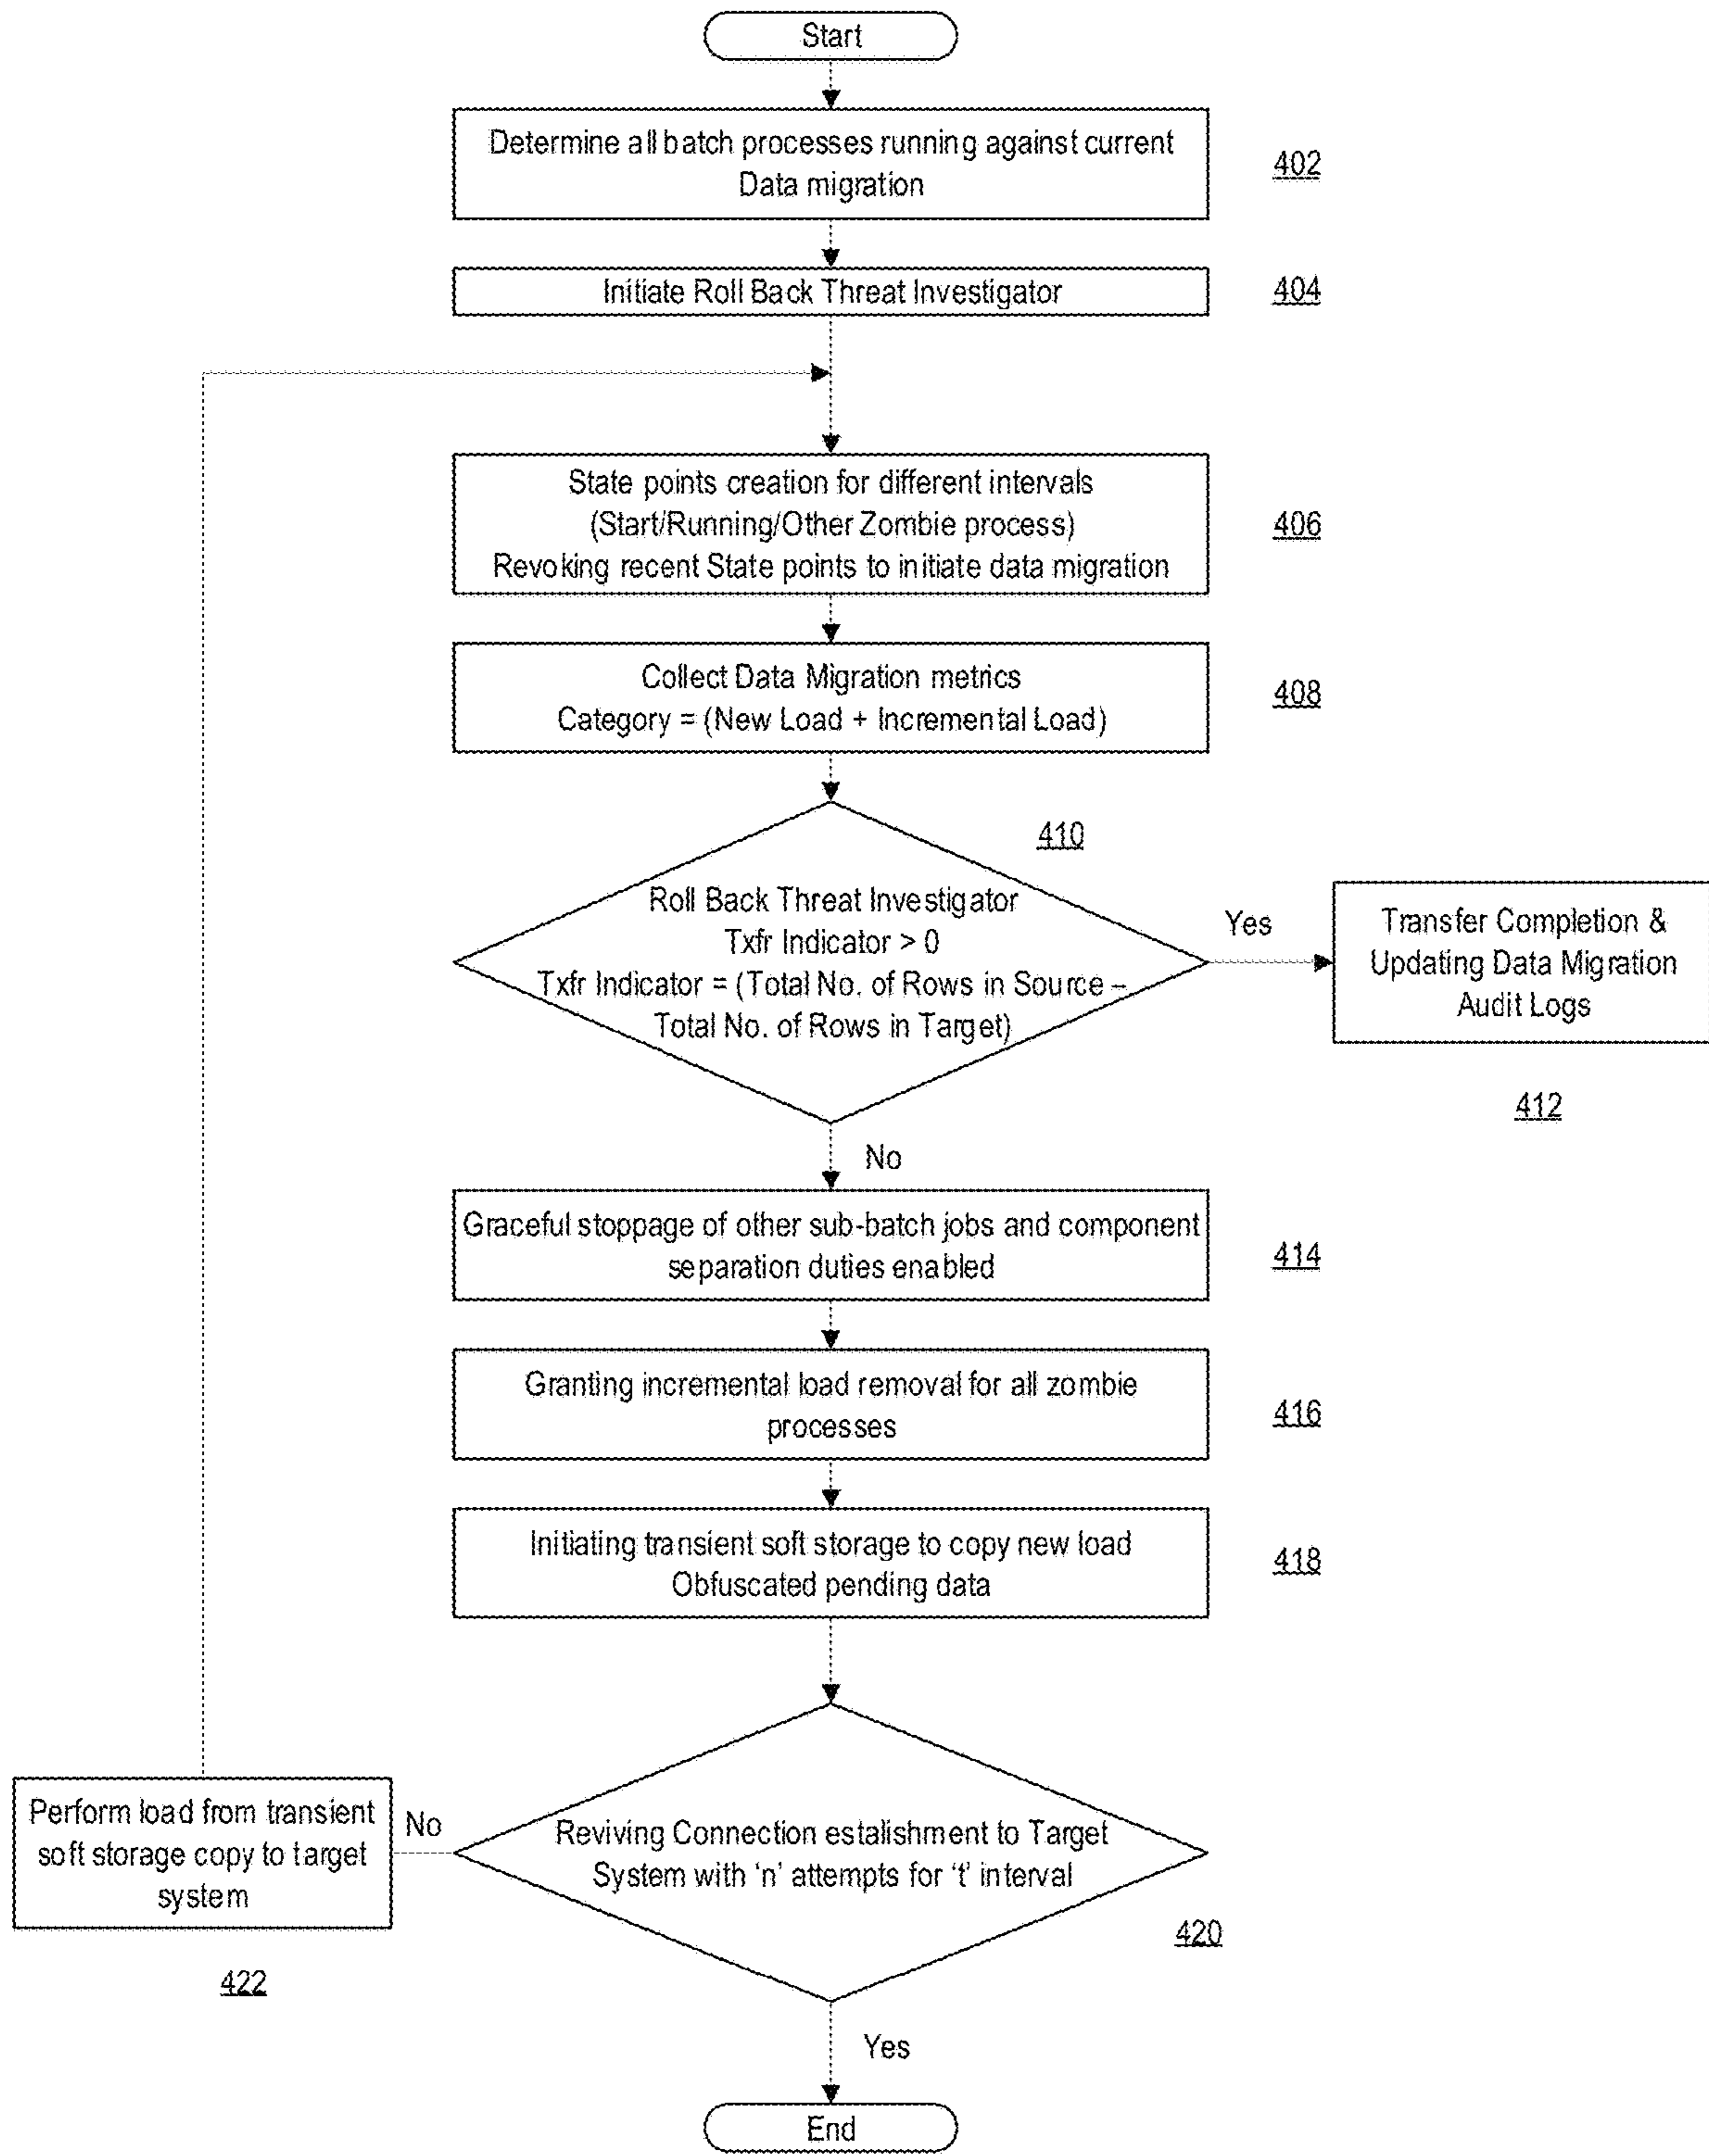 Start
Determine all batch processes running against current
Data migration
402
Initiate Roll Back Threat Investigator
404
State points creation for different intervals
(Start/Running/Other Zombie process)
Revoking recent State points to initiate data migration
406
Collect Data Migration metrics
Category = (New Load + Incremental Load)
408
410
Roll Back Threat Investigator
Txfr Indicator > 0
Txfr Indicator = (Total No. of Rows in Source –
Total No. of Rows in Target)
Yes
Transfer Completion &
Updating Data Migration
Audit Logs
412
No
Graceful stoppage of other sub-batch jobs and component
separation duties enabled
414
Granting incremental load removal for all zombie
processes
416
Initiating transient soft storage to copy new load
Obfuscated pending data
418
Reviving Connection estalishment to Target
System with ‘n’ attempts for ‘t’ interval
420
No
Perform load from transient
soft storage copy to target
system
422
Yes
End